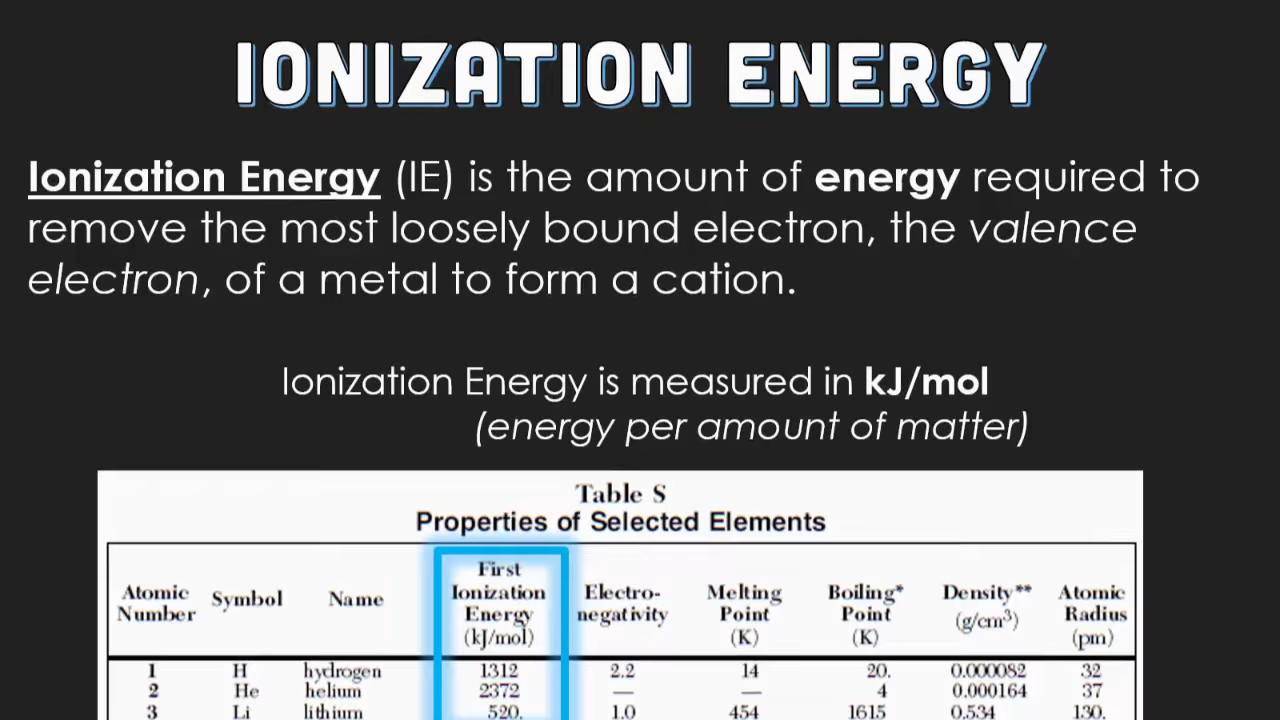 IONIZATION ENERGY
Ionization Energy (IE) is the amount of energy required to
remove the most loosely bound electron, the valence
electron, of a metal to form a cation.
Ionization Energy is measured in kJ/mol
(energy per amount of matter)
Table S
Properties of Selected Elements
Atomic Number Symbol Name First Ionization Energy (kJ/mol) Electro-negativity Melting Point (K) Boiling* Point (K) Density** (g/cm³) Atomic Radius (pm)
1 H hydrogen 1312 2.2 14 20. 0.000082 32
2 He helium 2372 — — 4 0.000164 37
3 Li lithium 520. 1.0 454 1615 0.534 130.